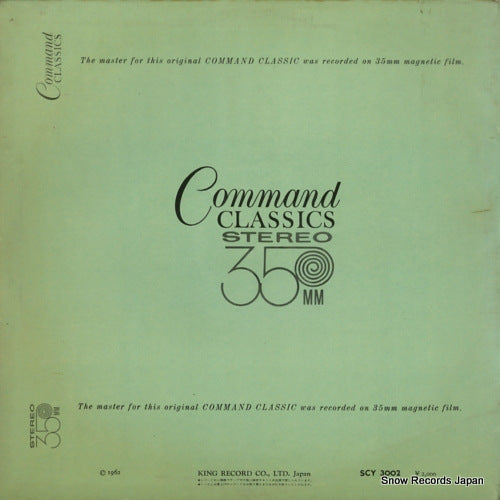 Command
CLASSICS
The master for this original COMMAND CLASSIC was recorded on 35mm magnetic film.
Command
CLASSICS
STEREO
35
MM
The master for this original COMMAND CLASSIC was recorded on 35mm magnetic film.
STEREO
35
MM
© 1962
KING RECORD CO., LTD. Japan
SCY 3002
¥2,000
Snow Records Japan